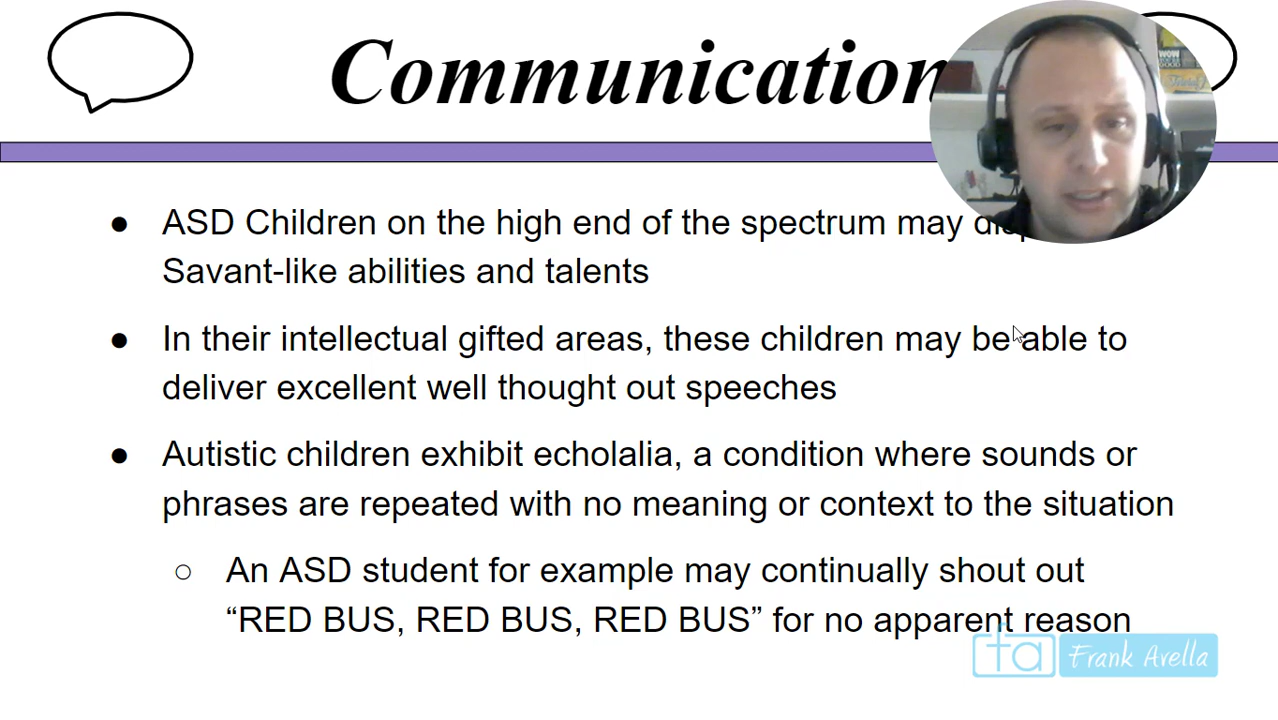 Communication
ASD Children on the high end of the spectrum may
Savant-like abilities and talents
In their intellectual gifted areas, these children may be able to
deliver excellent well thought out speeches
Autistic children exhibit echolalia, a condition where sounds or
phrases are repeated with no meaning or context to the situation
An ASD student for example may continually shout out
“RED BUS, RED BUS, RED BUS” for no apparent reason
fa Frank Avella